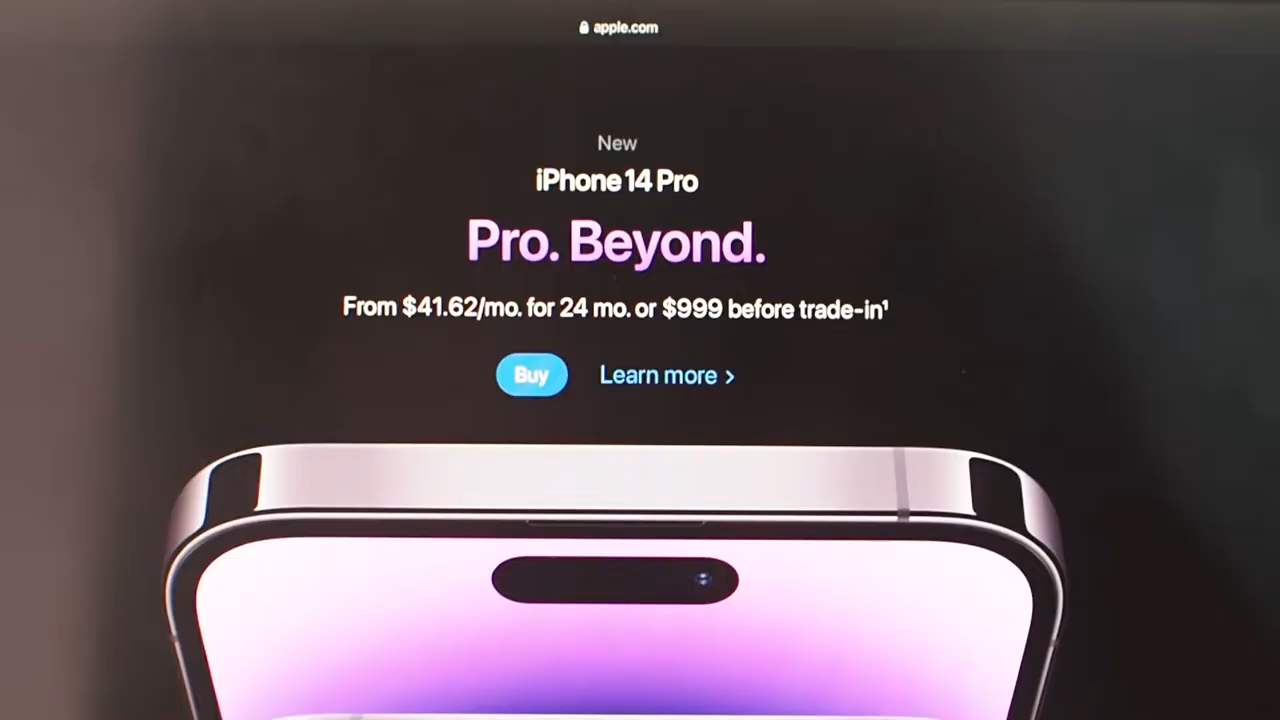 apple.com
New
iPhone 14 Pro
Pro. Beyond.
From $41.62/mo. for 24 mo. or $999 before trade-in¹
Buy
Learn more >